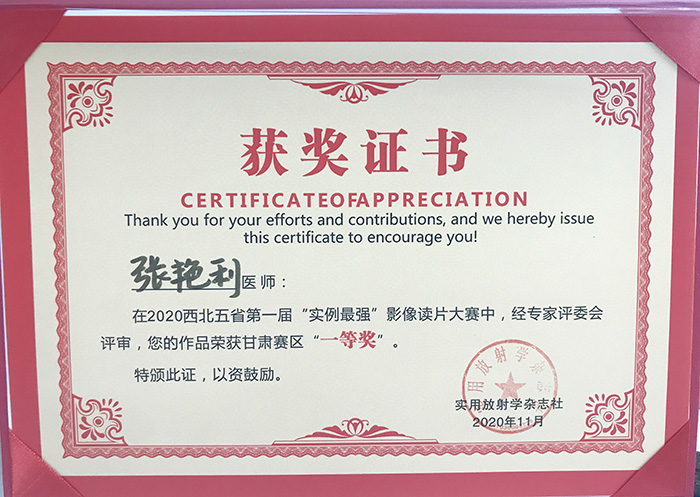 获奖证书
CERTIFICATEOFAPPRECIATION
Thank you for your efforts and contributions, and we hereby issue
this certificate to encourage you!
张艳利医师：
在2020西北五省第一届“实例最强”影像读片大赛中，经专家评委会
评审，您的作品荣获甘肃赛区“一等奖”。
特颁此证，以资鼓励。
实用放射学杂志社
2020年11月